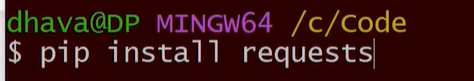 dhava@DP MINGW64 /c/Code
$ pip install requests